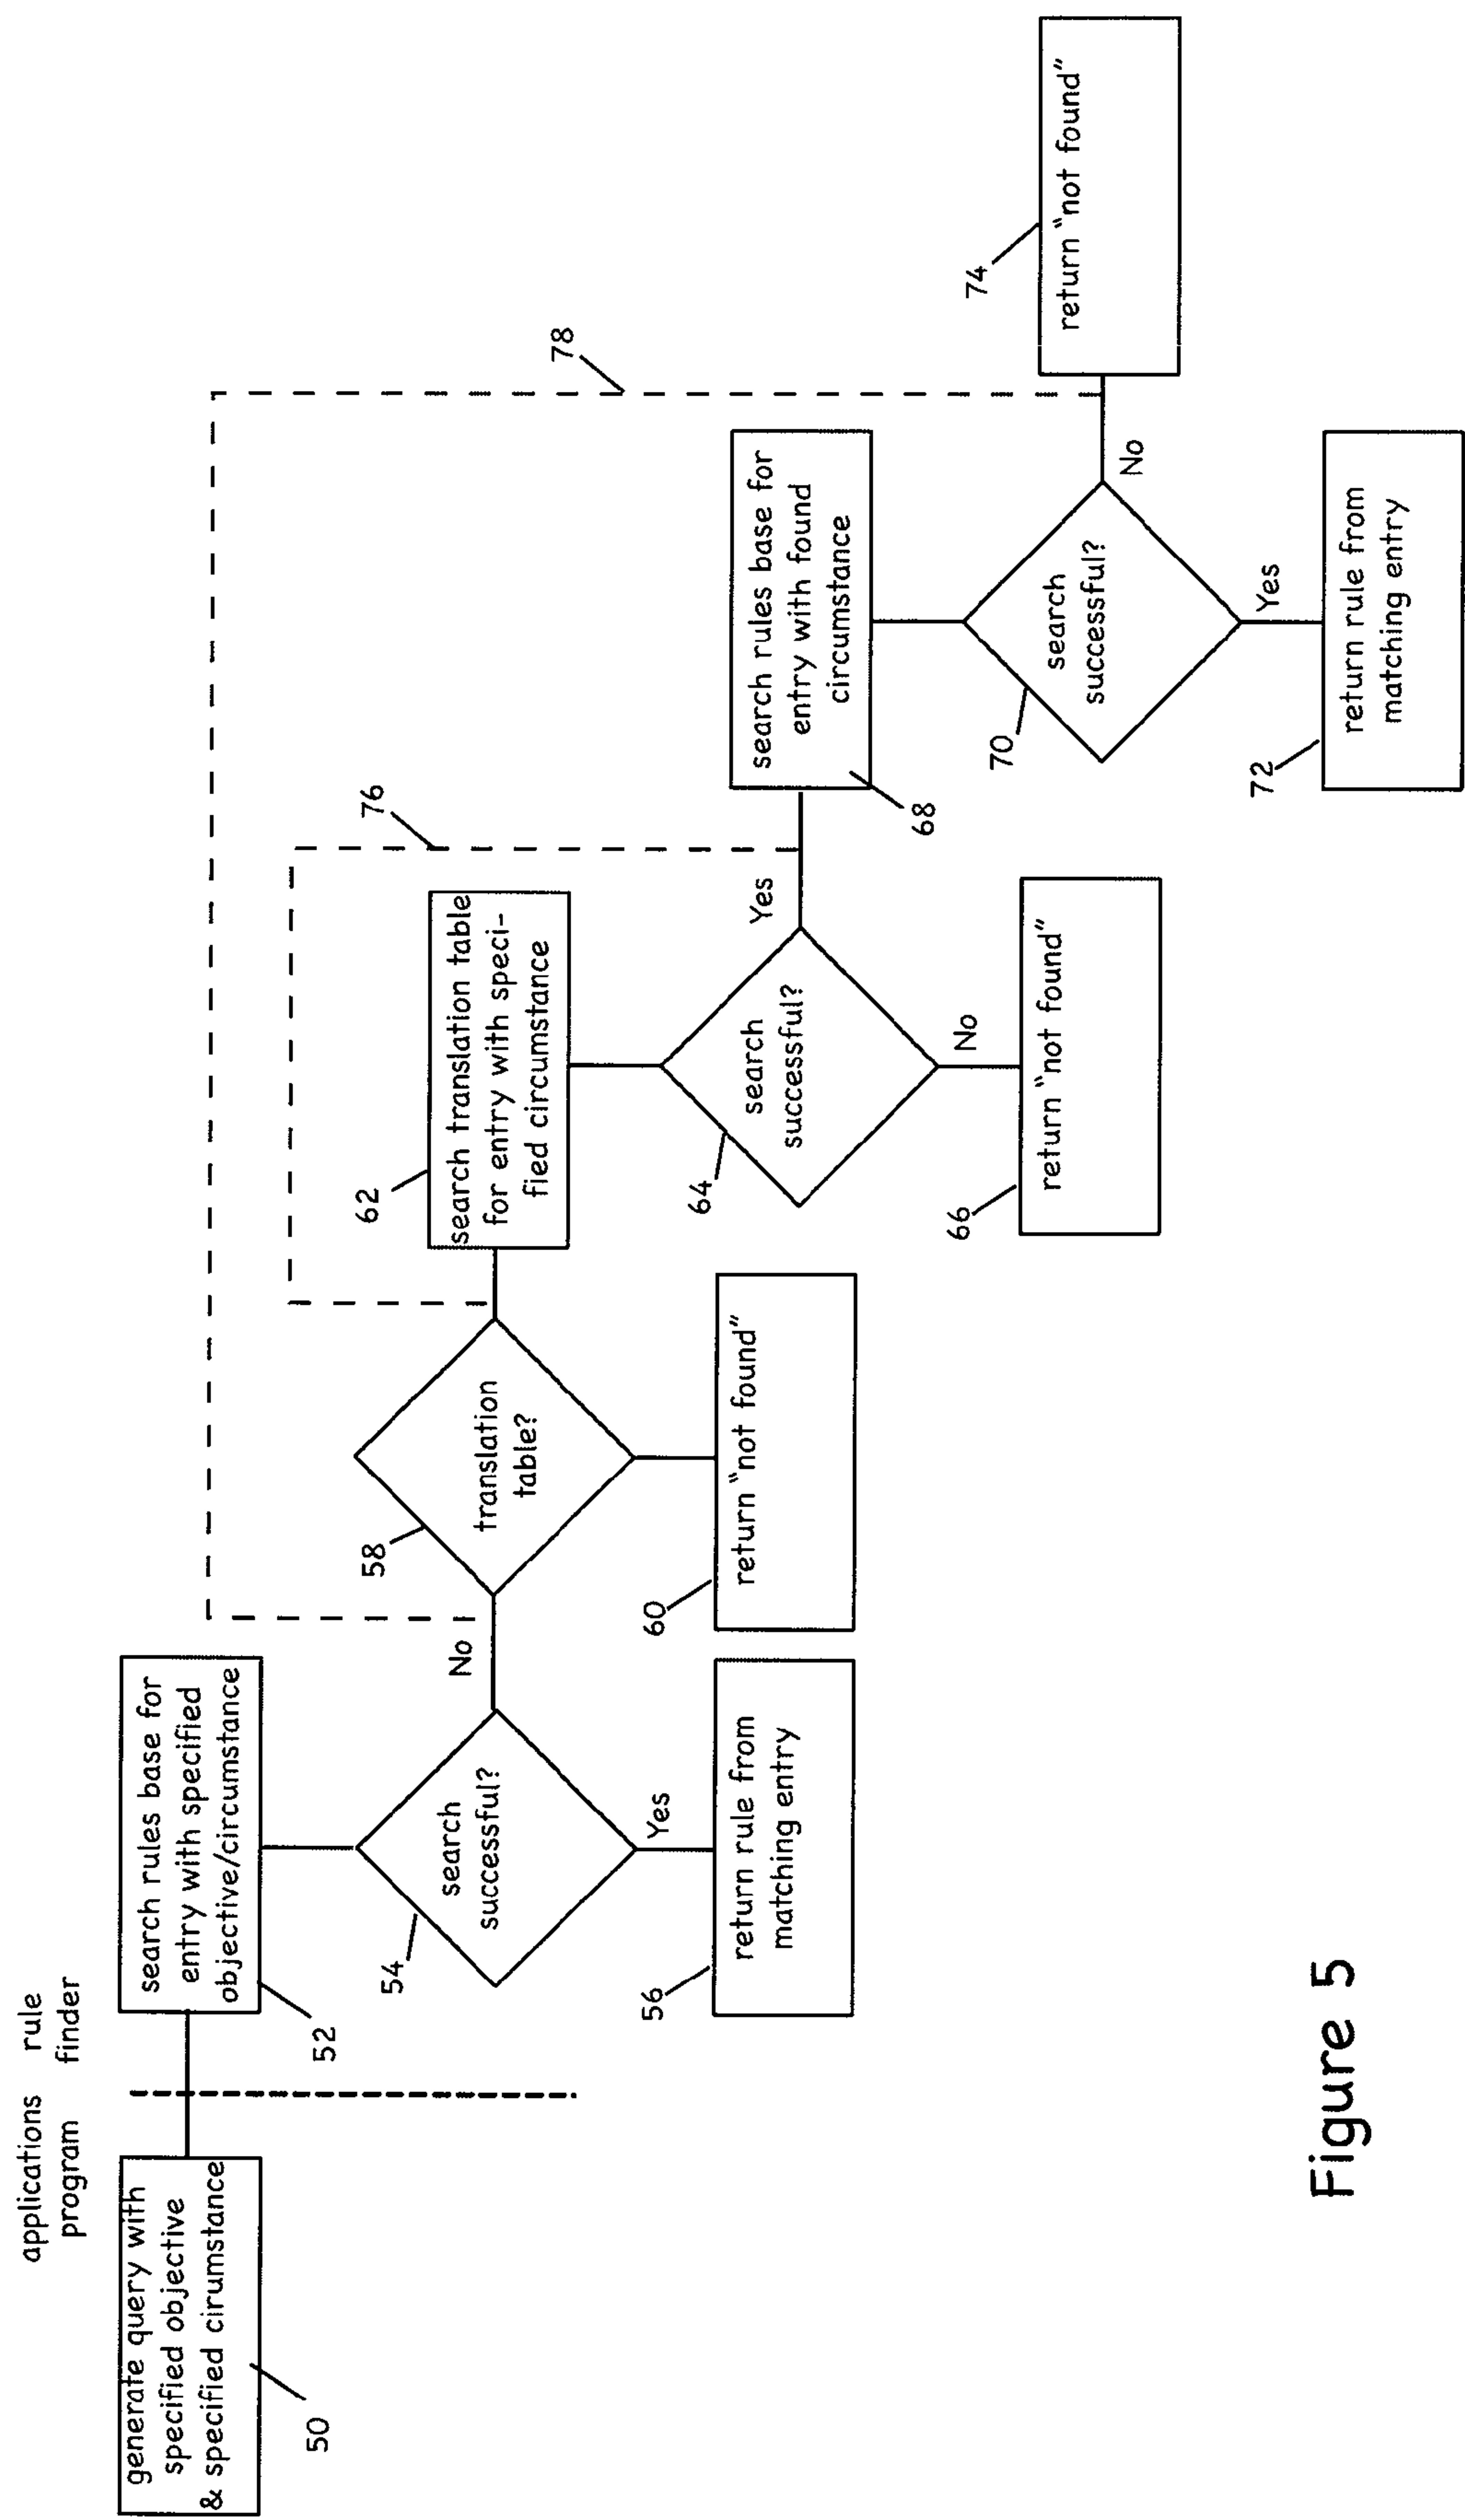 applications rule
program finder
generate query with
specified objective
& specified cirumstance
50
search rules base for
entry with specified
objective/circumstance
52
search
successful?
54
Yes
No
return rule from
matching entry
56
translation
table?
58
return "not found"
60
search translation table
for entry with speci-
fied circumstance
62
search
successful?
64
Yes
No
return "not found"
66
76
search rules base for
entry with found
circumstance
68
search
successful?
70
Yes
No
return rule from
matching entry
72
return "not found"
74
78
Figure 5